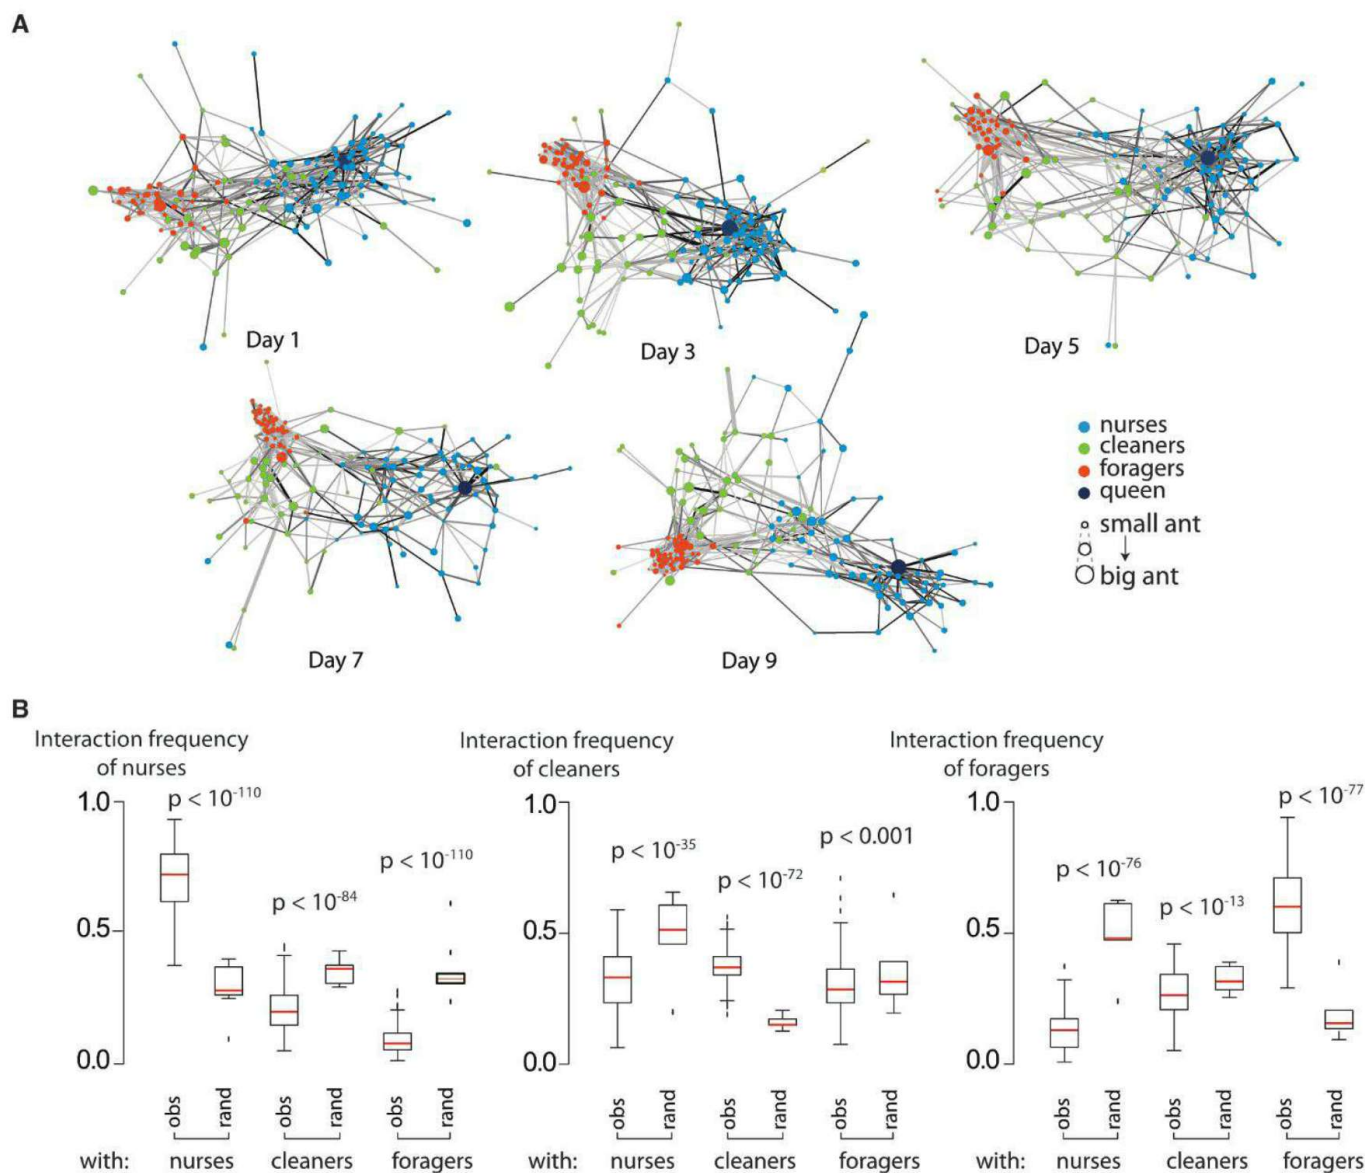 A
Day 1
Day 3
Day 5
Day 7
Day 9
nurses
cleaners
foragers
queen
small ant
big ant
B
Interaction frequency
of nurses
1.0
0.5
0.0
p < 10-110
p < 10-84
p < 10-110
obs
rand
obs
rand
obs
rand
with: nurses cleaners foragers
Interaction frequency
of cleaners
1.0
0.5
0.0
p < 10-35
p < 10-72
p < 0.001
obs
rand
obs
rand
obs
rand
with: nurses cleaners foragers
Interaction frequency
of foragers
1.0
0.5
0.0
p < 10-76
p < 10-13
p < 10-77
obs
rand
obs
rand
obs
rand
with: nurses cleaners foragers